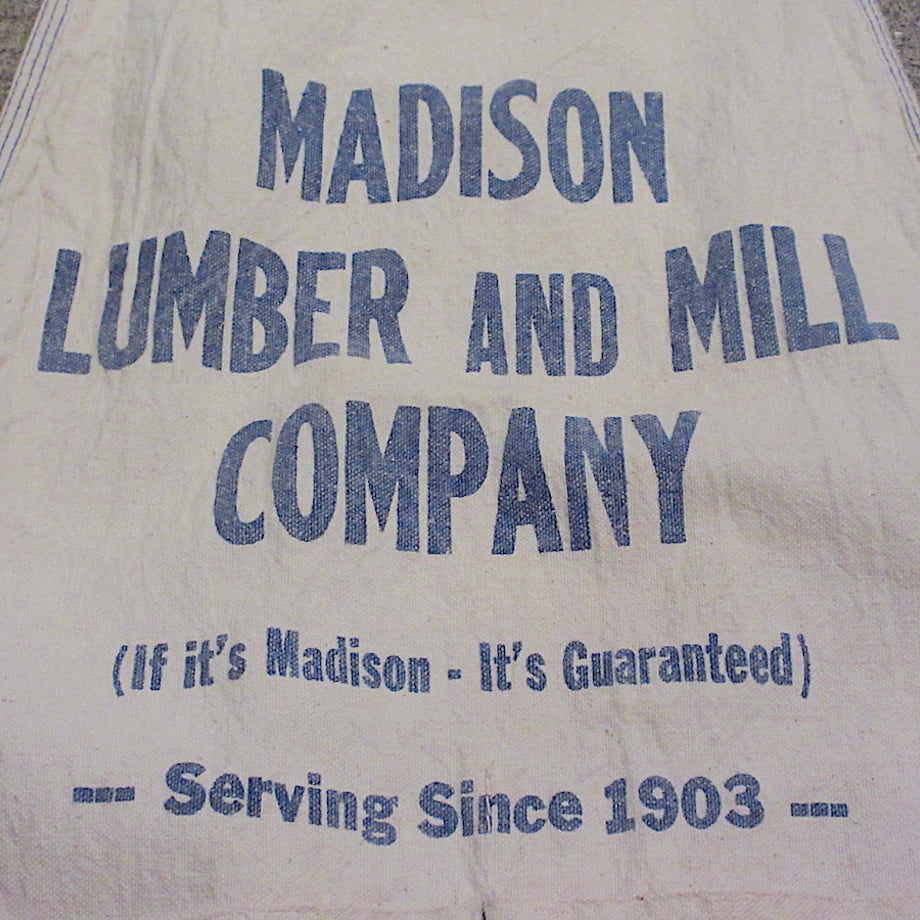 MADISON
LUMBER AND MILL
COMPANY
(If it's Madison - It's Guaranteed)
--- Serving Since 1903 ---